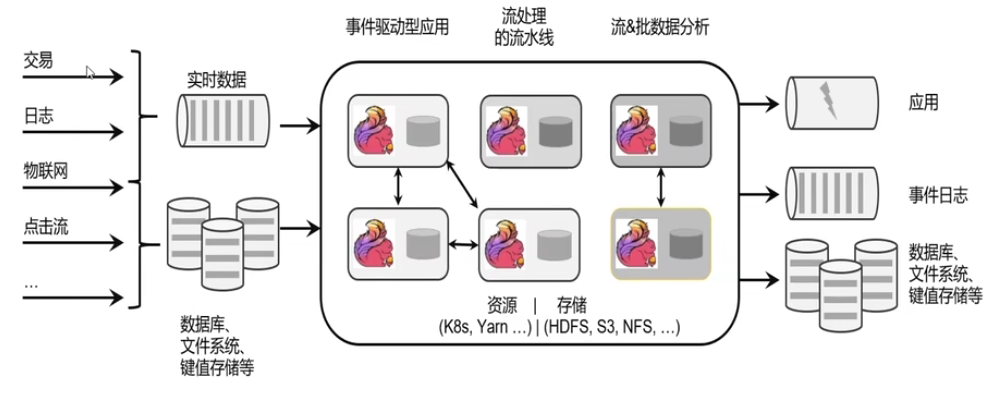 事件驱动型应用
流处理
的流水线
流&批数据分析
交易
日志
物联网
点击流
...
实时数据
数据库、
文件系统、
键值存储等
资源 | 存储
(K8s, Yarn ...) | (HDFS, S3, NFS, ...)
应用
事件日志
数据库、
文件系统、
键值存储等